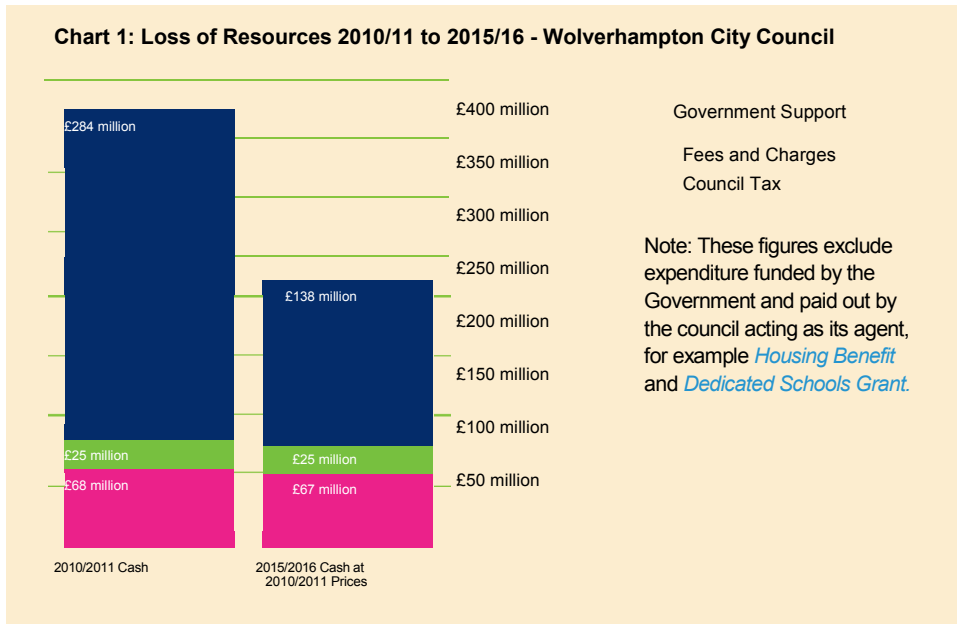 Chart 1: Loss of Resources 2010/11 to 2015/16 - Wolverhampton City Council
£284 million
£25 million
£68 million
£138 million
£25 million
£67 million
2010/2011 Cash
2015/2016 Cash at
2010/2011 Prices
£400 million
£350 million
£300 million
£250 million
£200 million
£150 million
£100 million
£50 million
Government Support
Fees and Charges
Council Tax
Note: These figures exclude
expenditure funded by the
Government and paid out by
the council acting as its agent,
for example Housing Benefit
and Dedicated Schools Grant.